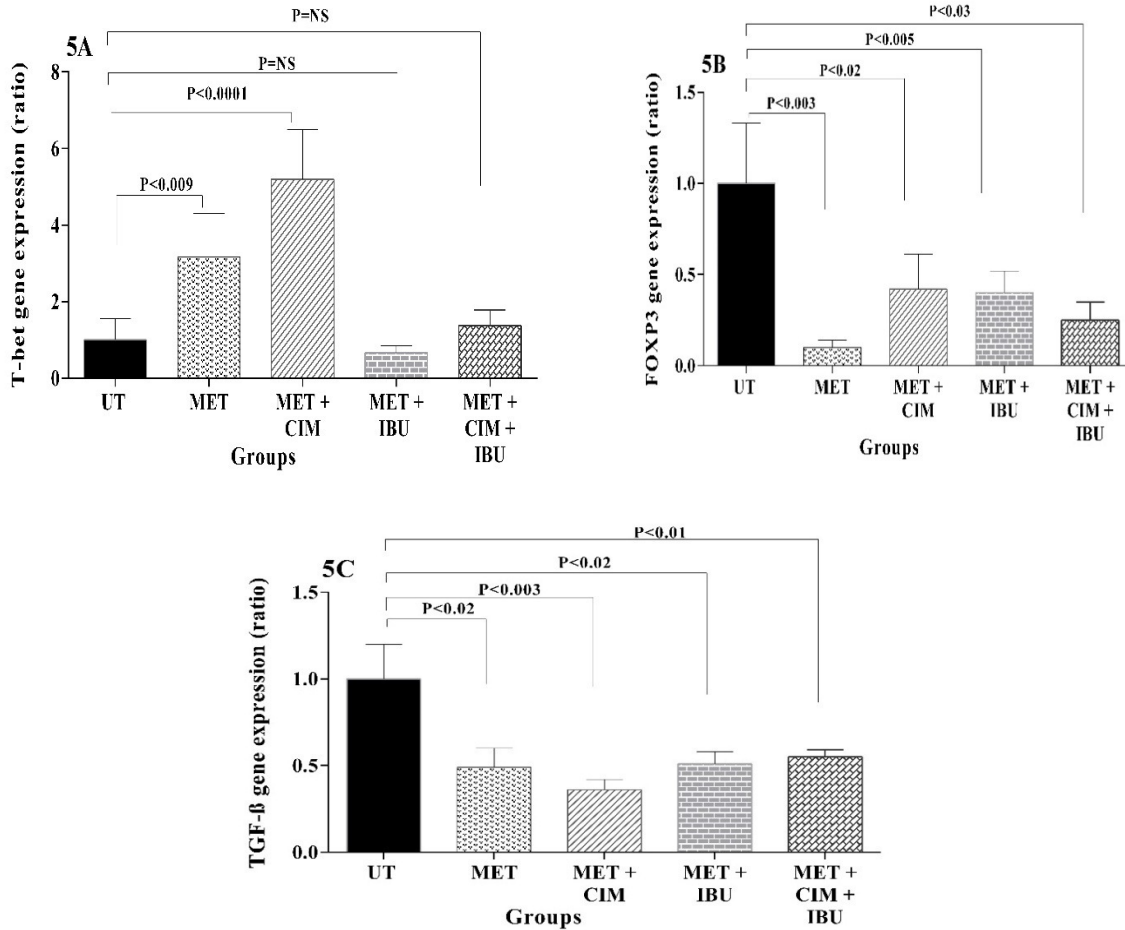 5A
P=NS
P=NS
P<0.0001
P<0.009
T-bet gene expression (ratio)
8
6
4
2
0
UT
MET
MET +
CIM
MET +
IBU
MET +
CIM +
IBU
Groups
5B
P<0.03
P<0.005
P<0.02
P<0.003
FOXP3 gene expression (ratio)
1.5
1.0
0.5
0.0
UT
MET
MET +
CIM
MET +
IBU
MET +
CIM +
IBU
Groups
5C
P<0.01
P<0.02
P<0.003
P<0.02
TGF-ß gene expression (ratio)
1.5
1.0
0.5
0.0
UT
MET
MET +
CIM
MET +
IBU
MET +
CIM +
IBU
Groups